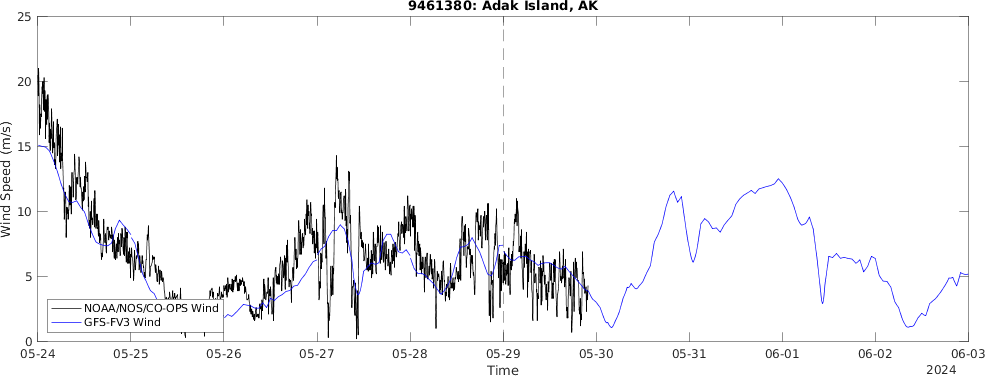 9461380: Adak Island, AK
25
20
15
10
5
0
Wind Speed (m/s)
NOAA/NOS/CO-OPS Wind
GFS-FV3 Wind
05-24 05-25 05-26 05-27 05-28 05-29 05-30 05-31 06-01 06-02 06-03
Time
2024